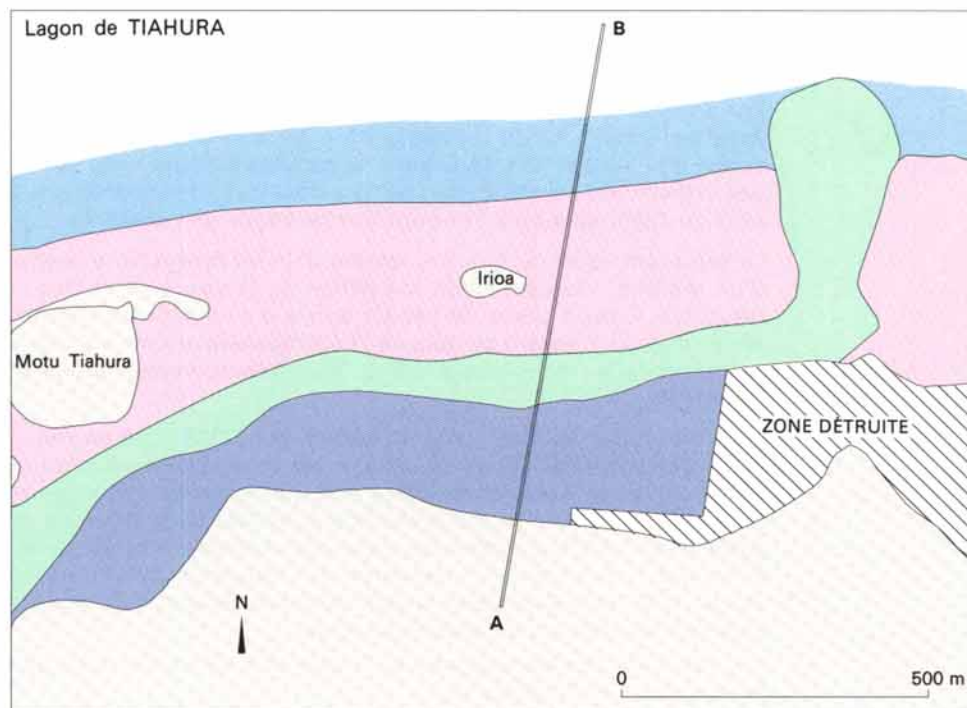 Lagon de TIAHURA
B
Irioa
Motu Tiahura
ZONE DÉTRUITE
N
A
0 500 m